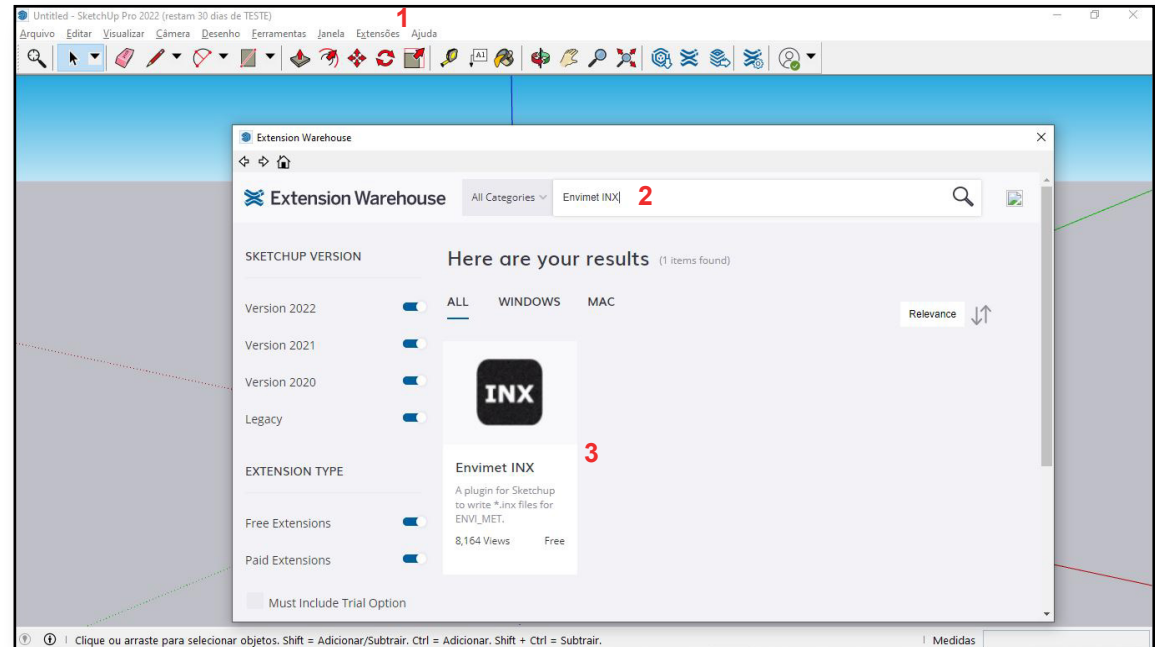 Untitled - SketchUp Pro 2022 (restam 30 dias de TESTE)
1
Arquivo Editar Visualizar Câmera Desenho Ferramentas Janela Extensões Ajuda
A1
Extension Warehouse
Extension Warehouse
All Categories
Envimet INX
2
SKETCHUP VERSION
Here are your results (1 items found)
ALL WINDOWS MAC
Version 2022
Relevance
Version 2021
Version 2020
INX
Legacy
3
EXTENSION TYPE
Envimet INX
A plugin for Sketchup
to write *.inx files for
ENVI_MET.
Free Extensions
8,164 Views Free
Paid Extensions
Must Include Trial Option
Clique ou arraste para selecionar objetos. Shift = Adicionar/Subtrair. Ctrl = Adicionar. Shift + Ctrl = Subtrair.
Medidas